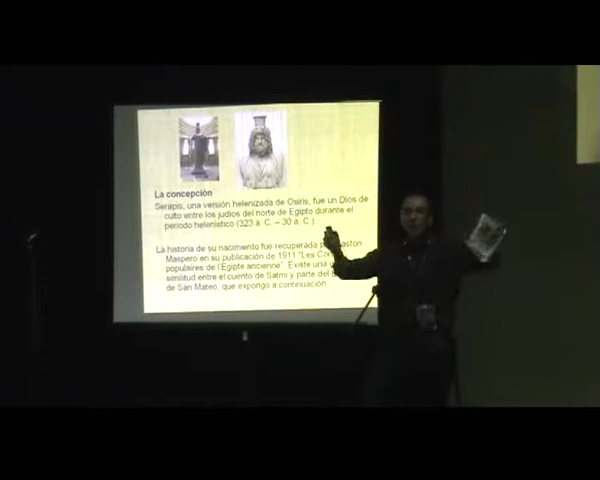 La concepción
Serapis, una versión helenizada de Osiris, fue un Dios de
culto entre los judíos del norte de Egipto durante el
periodo helenístico (323 a. C. – 30 a. C.)
La historia de su nacimiento fue recuperada Gaston
Maspero en su publicación de 1911 "Les
populaires de l'Egipte ancienne" Existe una
similitud entre el cuento de Satmi y parte del
de San Mateo, que expongo a continuación